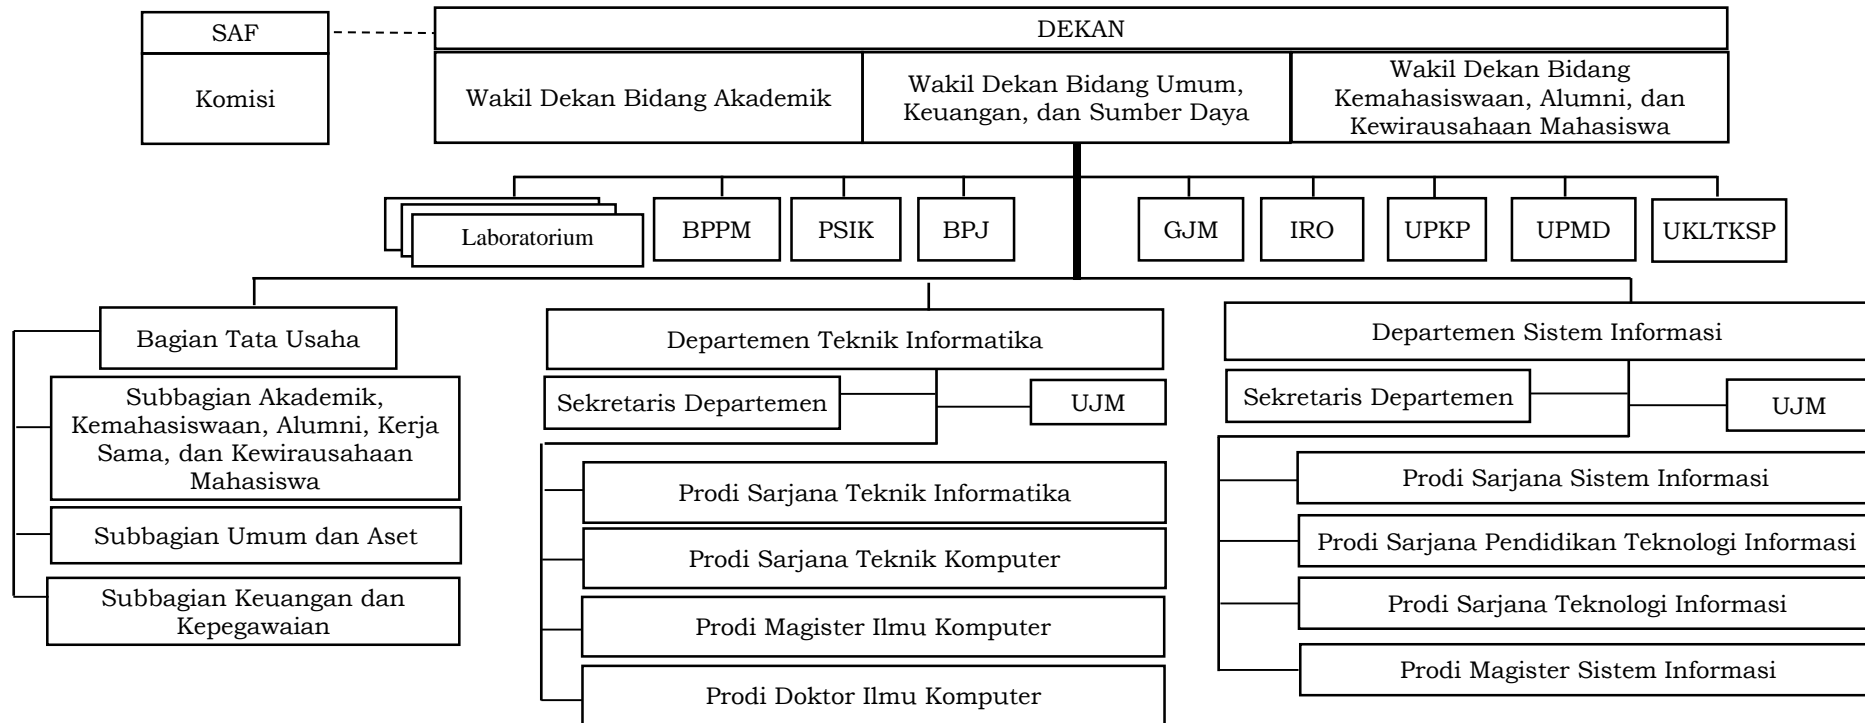 SAF
DEKAN
Komisi
Wakil Dekan Bidang Akademik
Wakil Dekan Bidang Umum,
Keuangan, dan Sumber Daya
Wakil Dekan Bidang
Kemahasiswaan, Alumni, dan
Kewirausahaan Mahasiswa
Laboratorium
BPPM
PSIK
BPJ
GJM
IRO
UPKP
UPMD
UKLTKSP
Bagian Tata Usaha
Subbagian Akademik,
Kemahasiswaan, Alumni, Kerja
Sama, dan Kewirausahaan
Mahasiswa
Subbagian Umum dan Aset
Subbagian Keuangan dan
Kepegawaian
Departemen Teknik Informatika
Sekretaris Departemen
UJM
Prodi Sarjana Teknik Informatika
Prodi Sarjana Teknik Komputer
Prodi Magister Ilmu Komputer
Prodi Doktor Ilmu Komputer
Departemen Sistem Informasi
Sekretaris Departemen
UJM
Prodi Sarjana Sistem Informasi
Prodi Sarjana Pendidikan Teknologi Informasi
Prodi Sarjana Teknologi Informasi
Prodi Magister Sistem Informasi